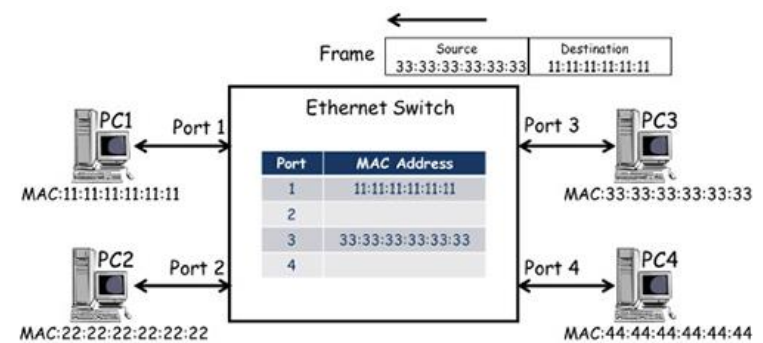 Frame
Source
33:33:33:33:33:33
Destination
11:11:11:11:11:11
Ethernet Switch
PC1
Port 1
MAC:11:11:11:11:11:11
PC2
Port 2
MAC:22:22:22:22:22:22
Port MAC Address
1 11:11:11:11:11:11
2
3 33:33:33:33:33:33
4
Port 3
PC3
MAC:33:33:33:33:33:33
Port 4
PC4
MAC:44:44:44:44:44:44